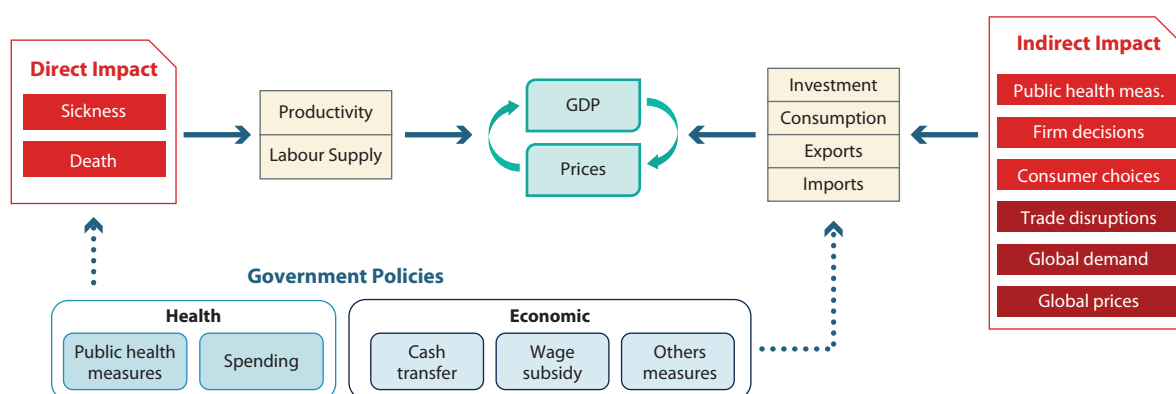 Direct Impact
Sickness
Death
Productivity
Labour Supply
GDP
Prices
Investment
Consumption
Exports
Imports
Indirect Impact
Public health meas.
Firm decisions
Consumer choices
Trade disruptions
Global demand
Global prices
Government Policies
Health
Public health
measures
Spending
Economic
Cash
transfer
Wage
subsidy
Others
measures